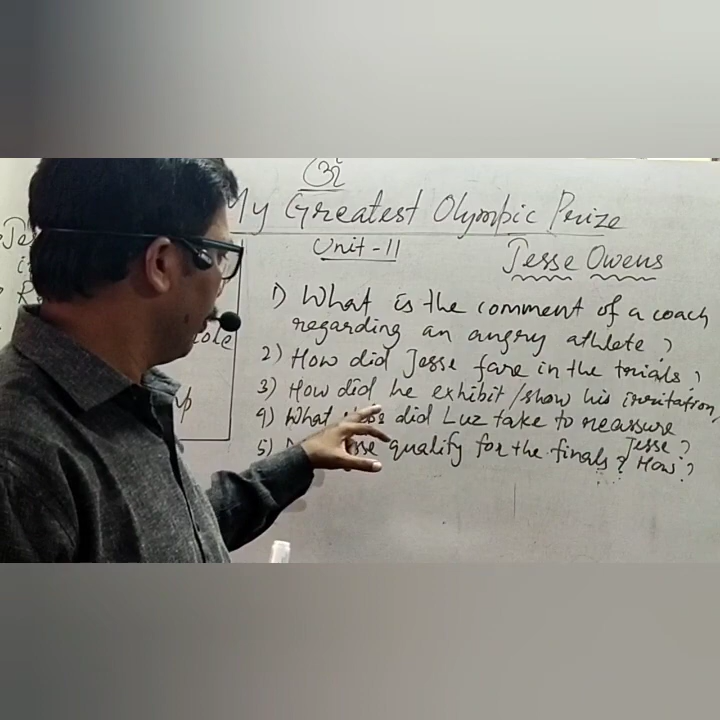 ॐ
My Greatest Olympic Prize
Unit-11
Jesse Owens
1) What is the comment of a coach
regarding an angry athlete?
2) How did Jesse fare in the trials?
3) How did he exhibit/show his irritation,
4) What did Luz take to reassure
Jesse?
5) qualify for the finals? How?